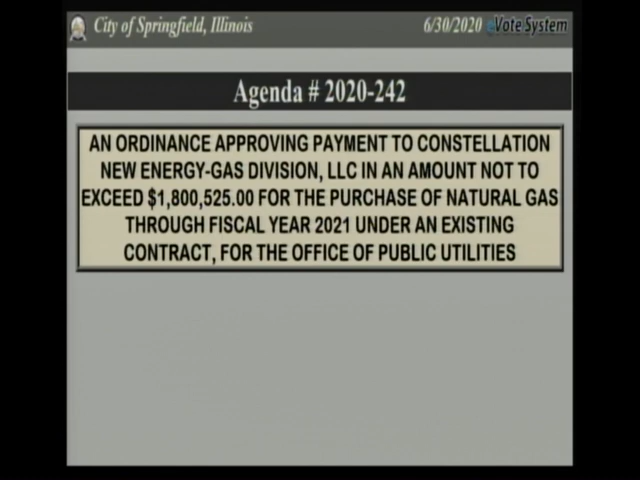 City of Springfield, Illinois 6/30/2020 eVote System
Agenda # 2020-242
AN ORDINANCE APPROVING PAYMENT TO CONSTELLATION
NEW ENERGY-GAS DIVISION, LLC IN AN AMOUNT NOT TO
EXCEED $1,800,525.00 FOR THE PURCHASE OF NATURAL GAS
THROUGH FISCAL YEAR 2021 UNDER AN EXISTING
CONTRACT, FOR THE OFFICE OF PUBLIC UTILITIES